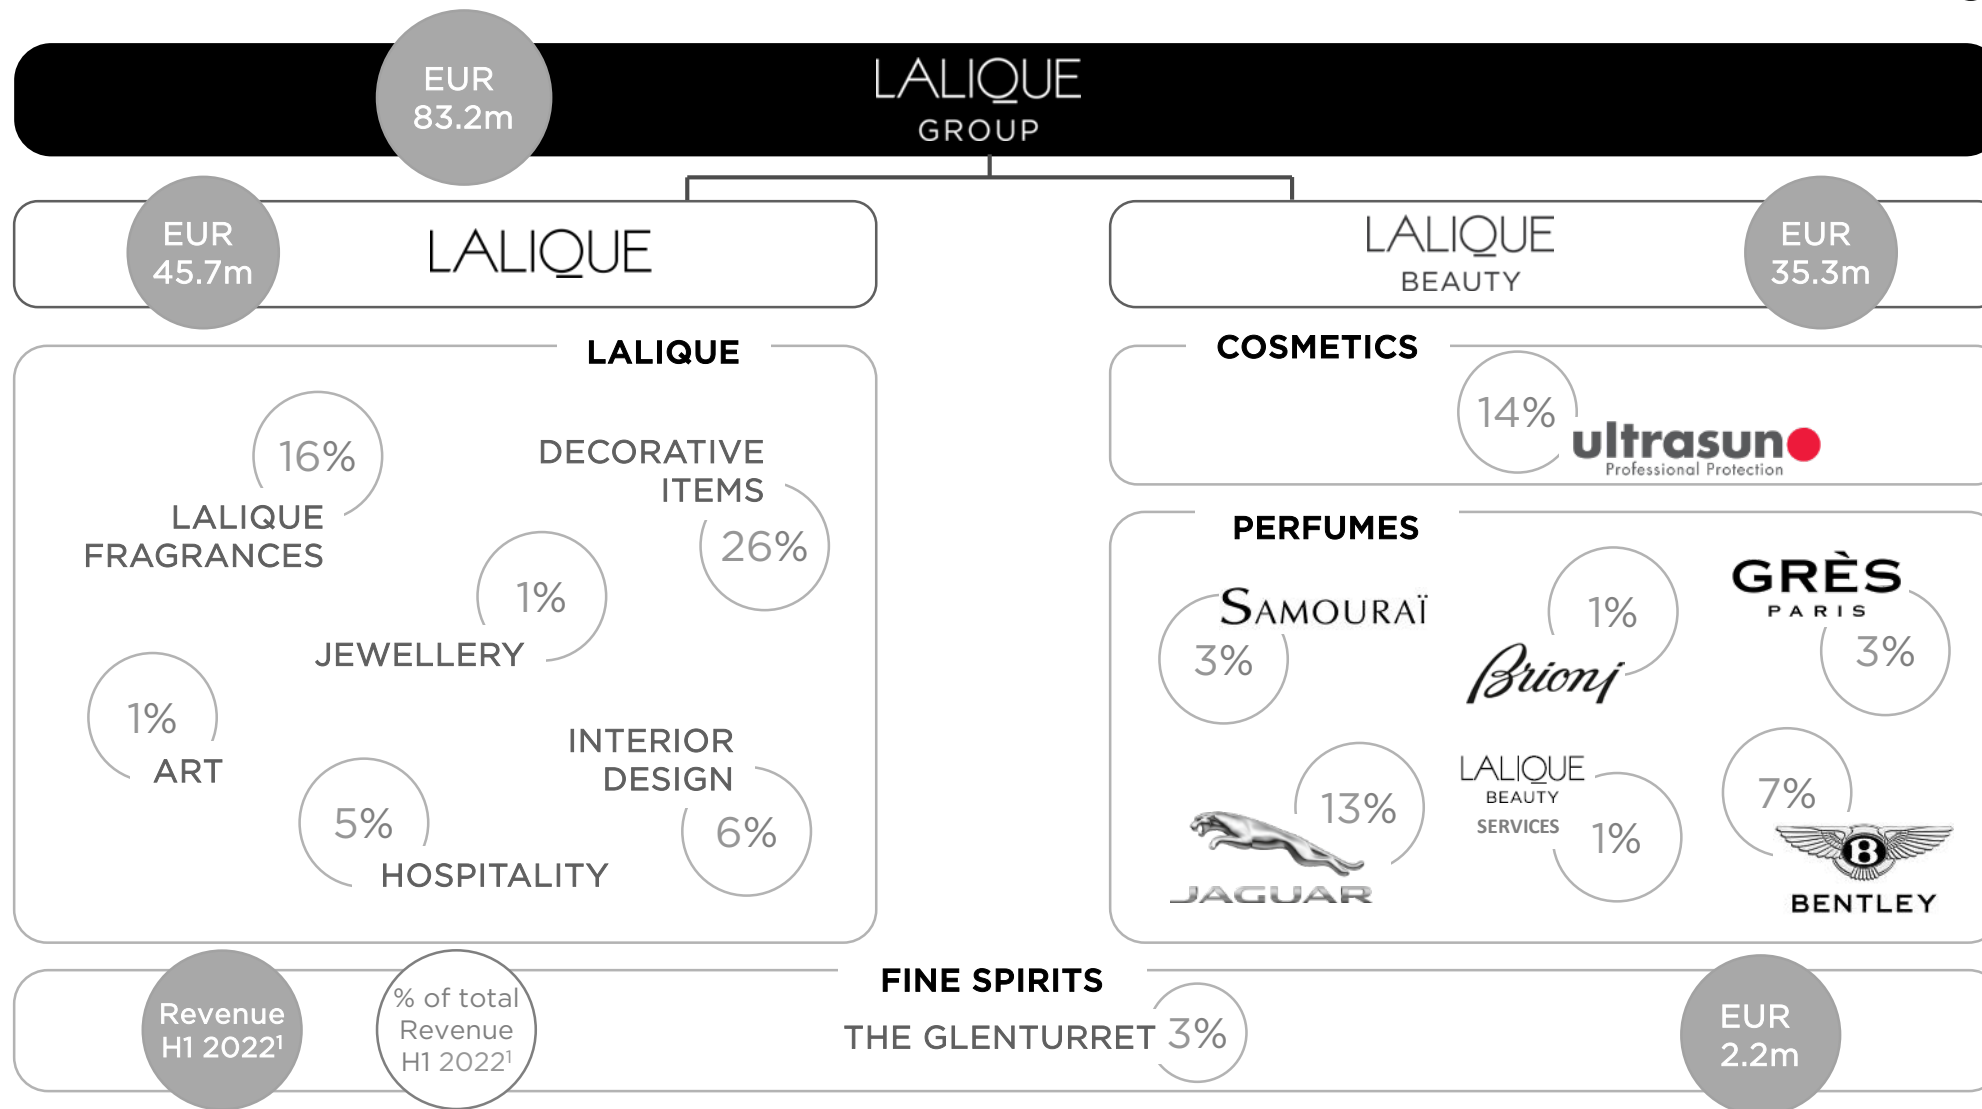 EUR
83.2m
LALIQUE
GROUP
EUR
45.7m
LALIQUE
LALIQUE
BEAUTY
EUR
35.3m
LALIQUE
16%
LALIQUE
FRAGRANCES
DECORATIVE
ITEMS
26%
1%
JEWELLERY
1%
ART
INTERIOR
DESIGN
6%
5%
HOSPITALITY
COSMETICS
14%
ultrasun
Professional Protection
PERFUMES
SAMOURAÏ
3%
1%
Brioni
GRÈS
PARIS
3%
13%
JAGUAR
LALIQUE
BEAUTY
SERVICES
1%
7%
B
BENTLEY
Revenue
H1 2022¹
% of total
Revenue
H1 2022¹
FINE SPIRITS
THE GLENTURRET 3%
EUR
2.2m